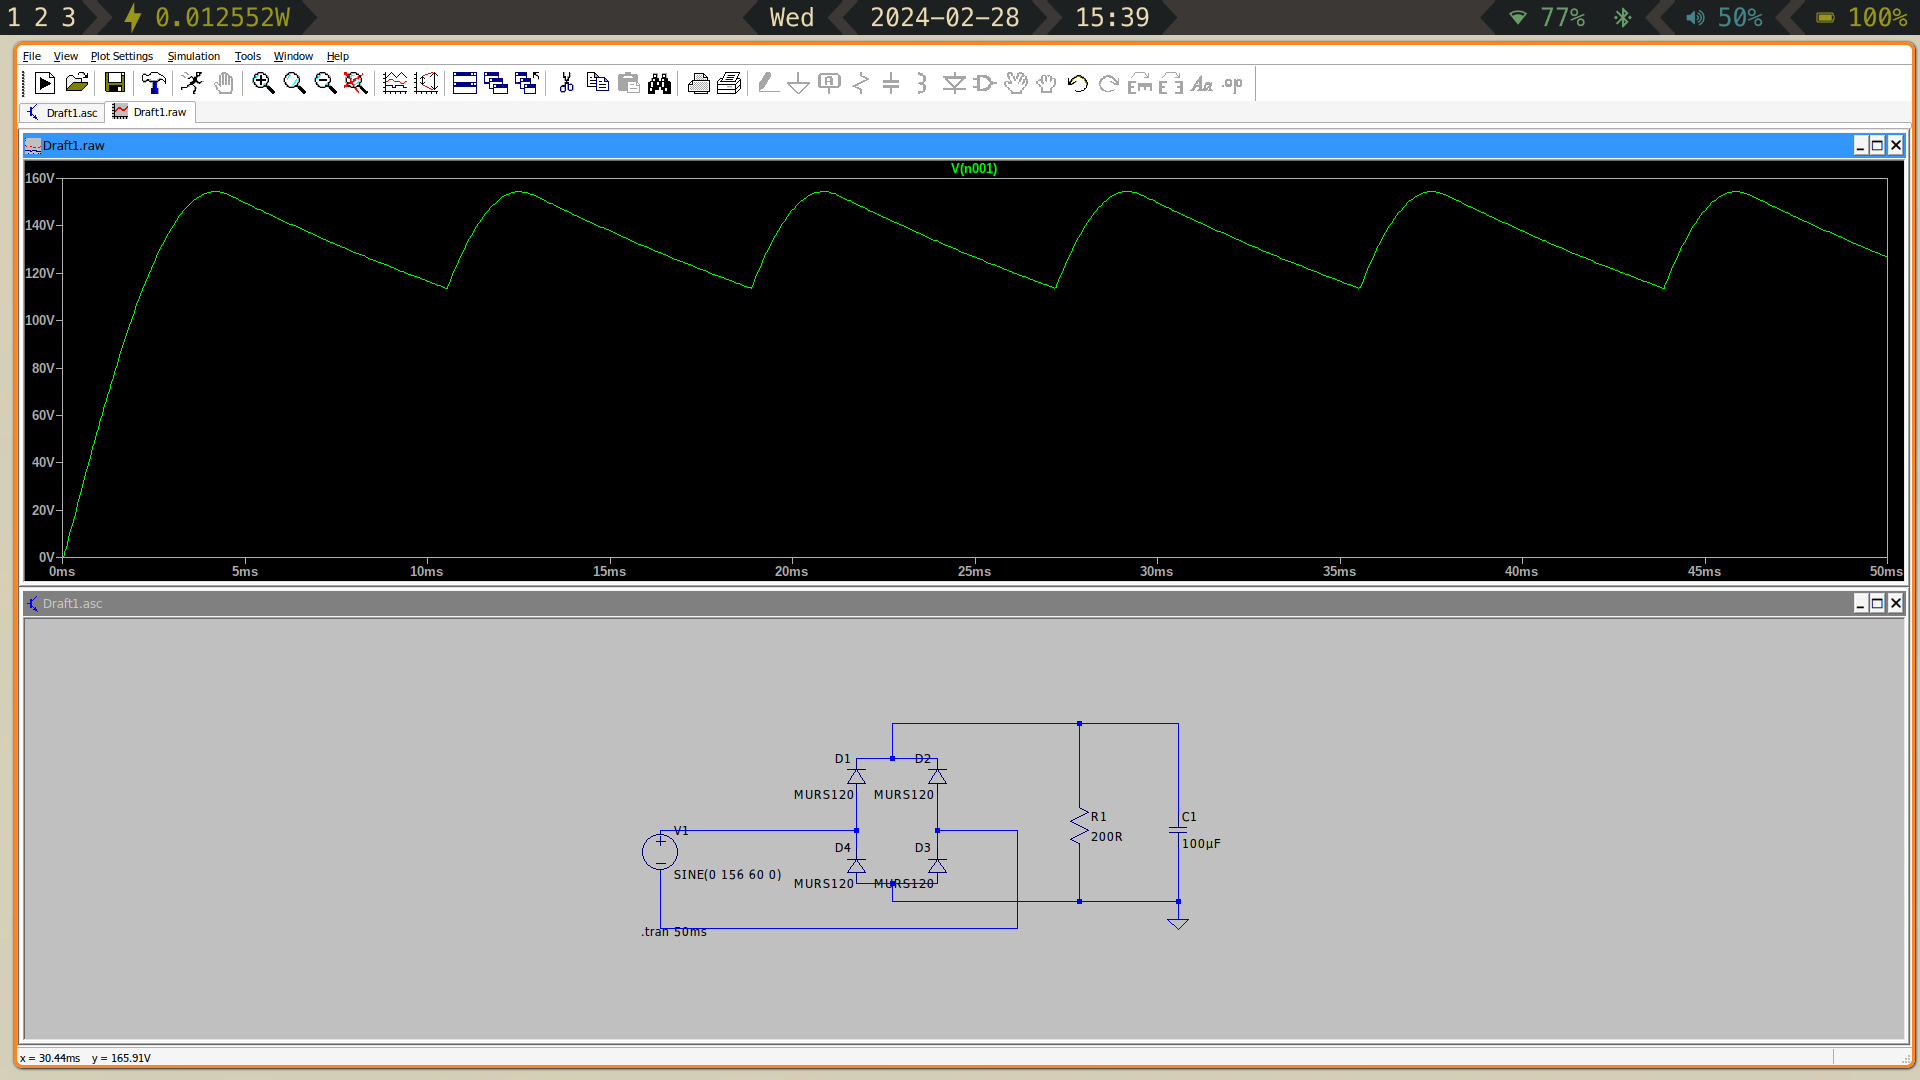 1 2 3 0.012552W Wed 2024-02-28 15:39 77% 50% 100%
File View Plot Settings Simulation Tools Window Help
Aa .op
Draft1.asc Draft1.raw
Draft1.raw
V(n001)
160V
140V
120V
100V
80V
60V
40V
20V
0V
0ms 5ms 10ms 15ms 20ms 25ms 30ms 35ms 40ms 45ms 50ms
Draft1.asc
D1 D2
MURS120 MURS120
V1
R1
200R
C1
100µF
D4 D3
SINE(0 156 60 0)
MURS120 MURS120
.tran 50ms
x = 30.44ms y = 165.91V